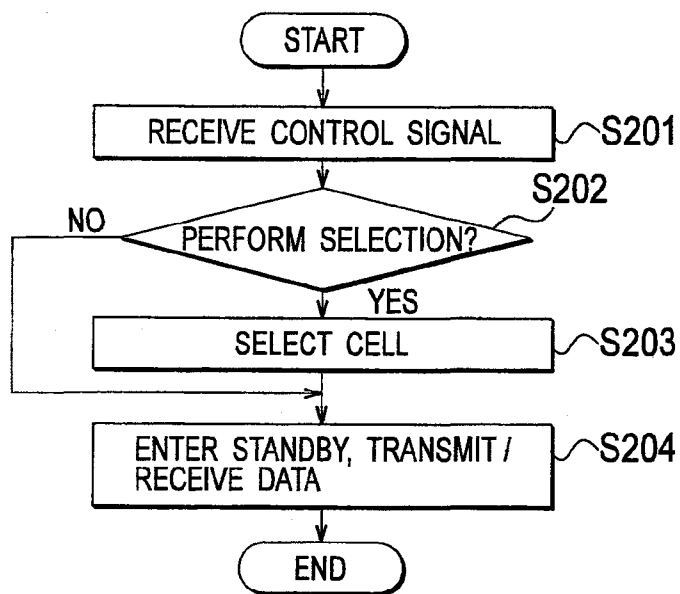 START
RECEIVE CONTROL SIGNAL
S201
S202
NO
PERFORM SELECTION?
YES
SELECT CELL
S203
ENTER STANDBY, TRANSMIT /
RECEIVE DATA
S204
END